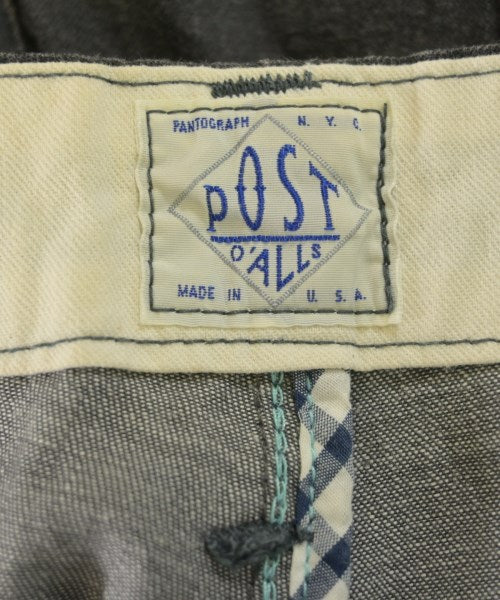 PANTOGRAPH N. Y. C.
POST
O'ALLS
MADE IN U. S. A.